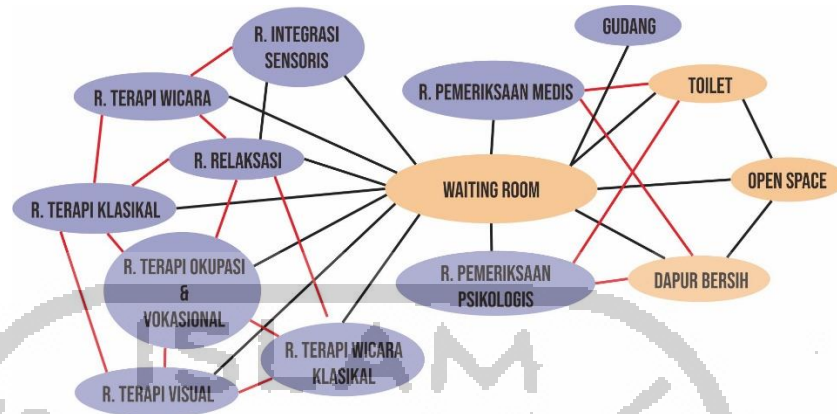 R. INTEGRASI
SENSORIS
GUDANG
R. TERAPI WICARA
R. PEMERIKSAAN MEDIS
TOILET
R. RELAKSASI
WAITING ROOM
OPEN SPACE
R. TERAPI KLASIKAL
R. TERAPI OKUPASI
&
VOKASIONAL
R. PEMERIKSAAN
PSIKOLOGIS
DAPUR BERSIH
R. TERAPI WICARA
KLASIKAL
R. TERAPI VISUAL
ISLAM